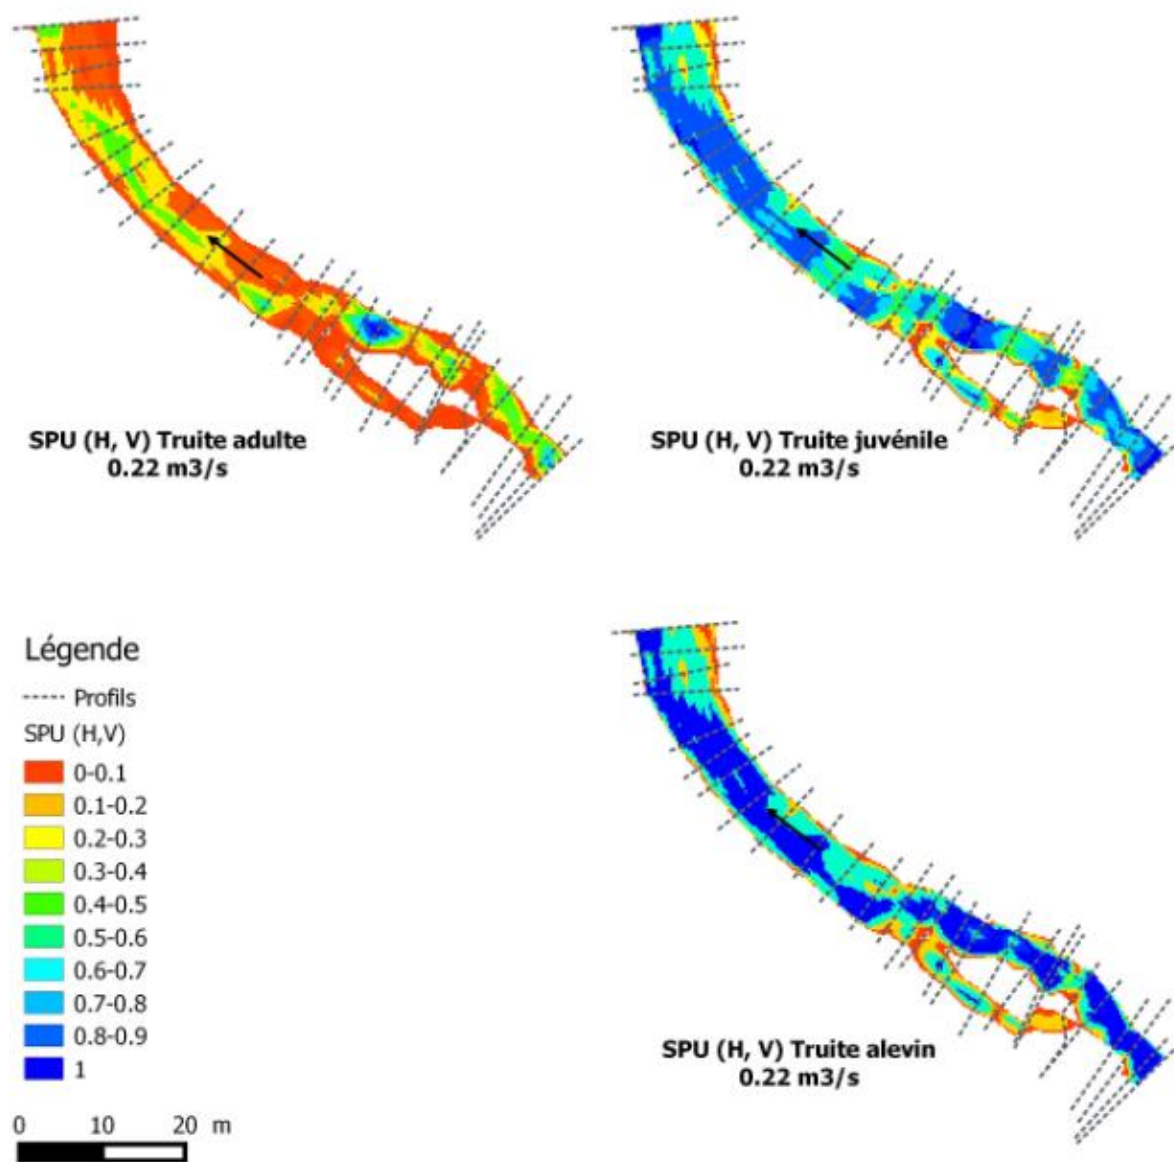 SPU (H, V) Truite adulte
0.22 m3/s
SPU (H, V) Truite juvénile
0.22 m3/s
Légende
Profils
SPU (H,V)
0-0.1
0.1-0.2
0.2-0.3
0.3-0.4
0.4-0.5
0.5-0.6
0.6-0.7
0.7-0.8
0.8-0.9
1
0 10 20 m
SPU (H, V) Truite alevin
0.22 m3/s